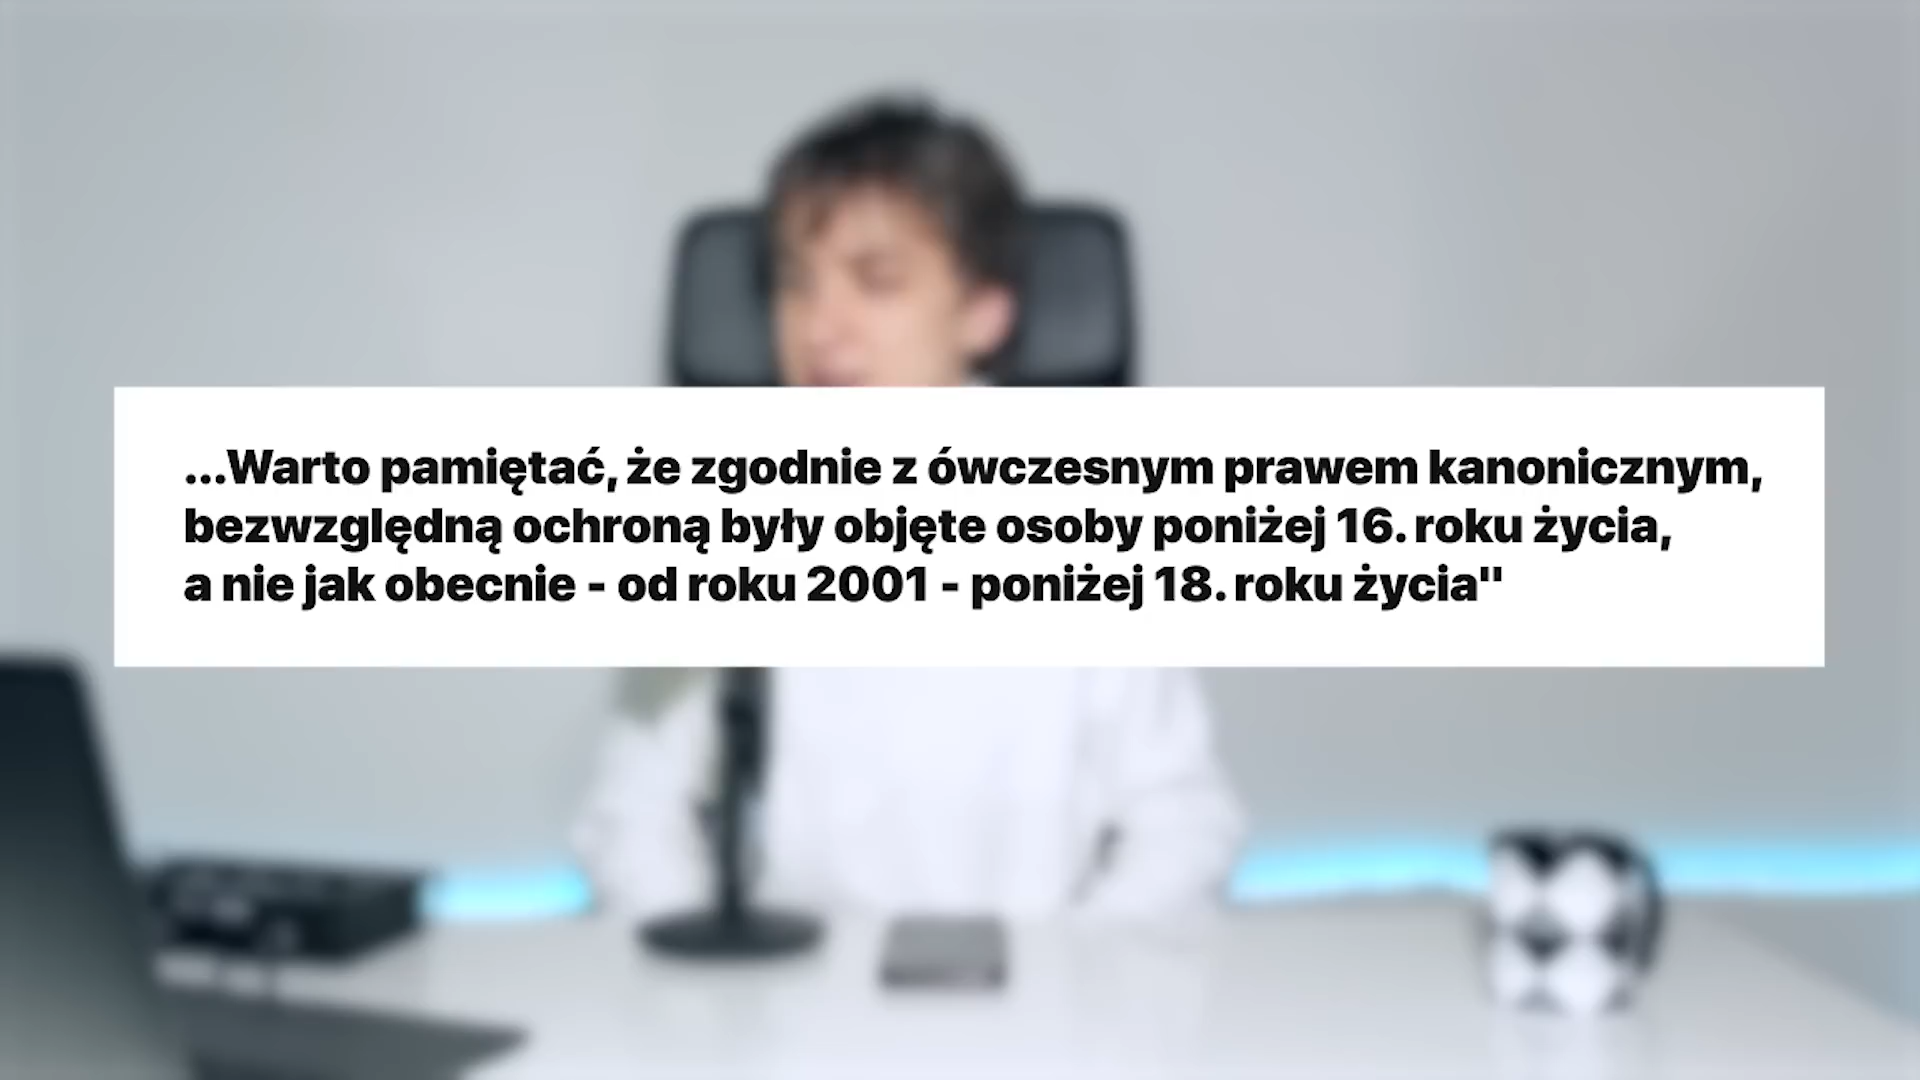 ...Warto pamiętać, że zgodnie z ówczesnym prawem kanonicznym,
bezwzględną ochroną były objęte osoby poniżej 16. roku życia,
a nie jak obecnie - od roku 2001 - poniżej 18. roku życia"